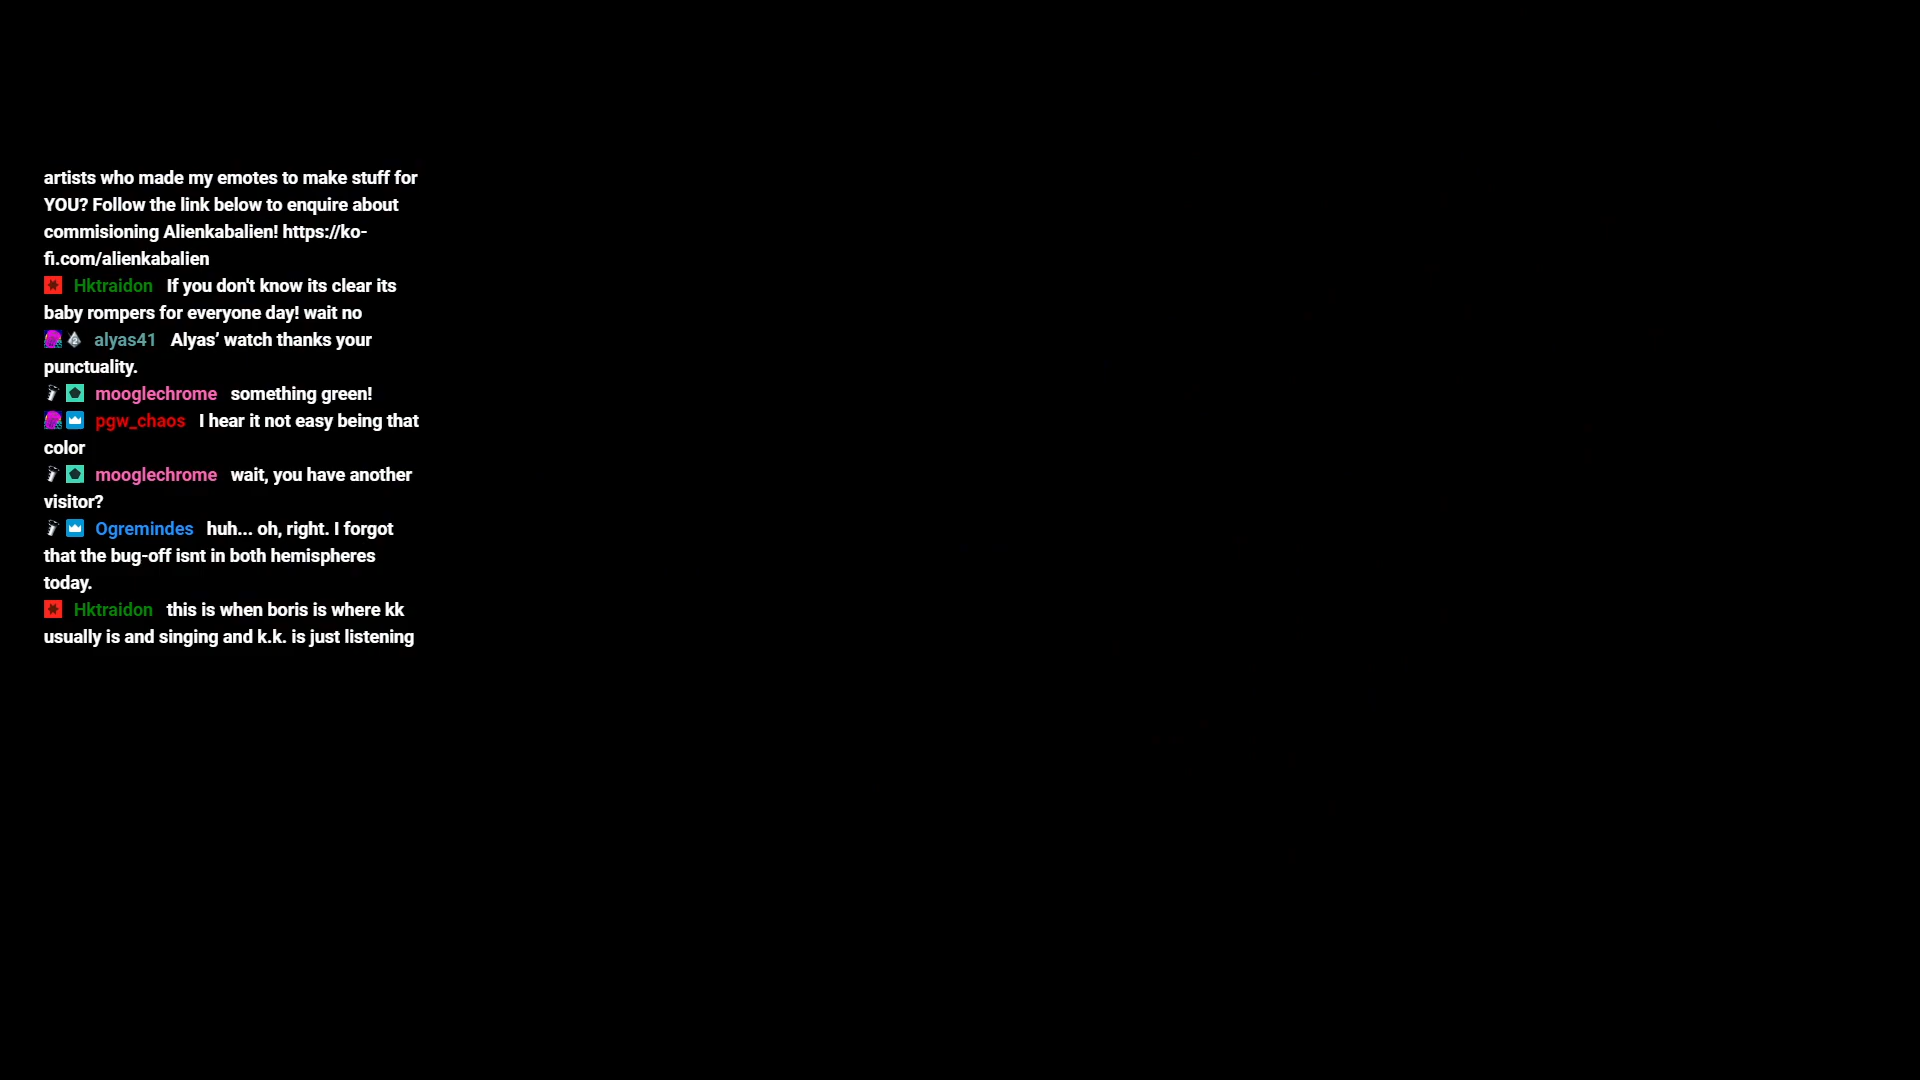 artists who made my emotes to make stuff for
YOU? Follow the link below to enquire about
commisioning Alienkabalien! https://ko-
fi.com/alienkabalien
Hktraidon If you don't know its clear its
baby rompers for everyone day! wait no
alyas41 Alyas’ watch thanks your
punctuality.
mooglechrome something green!
pgw_chaos I hear it not easy being that
color
mooglechrome wait, you have another
visitor?
Ogremindes huh... oh, right. I forgot
that the bug-off isnt in both hemispheres
today.
Hktraidon this is when boris is where kk
usually is and singing and k.k. is just listening